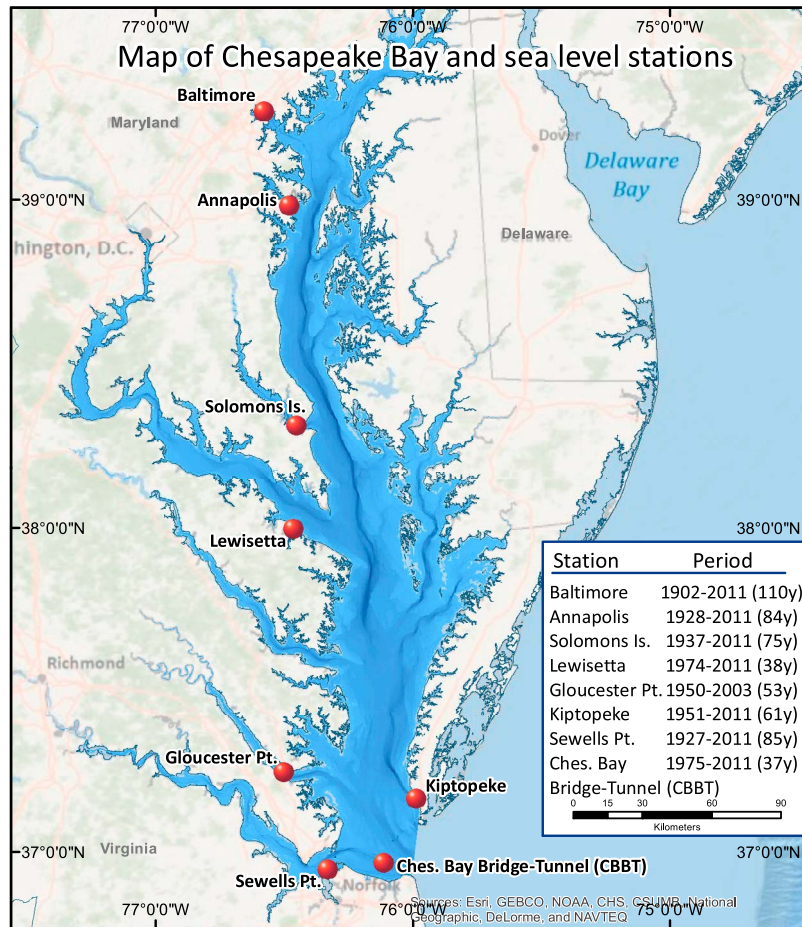 77°0'0"W 76°0'0"W 75°0'0"W
Map of Chesapeake Bay and sea level stations
Baltimore
Maryland
Dover
Delaware
Bay
Annapolis
39°0'0"N 39°0'0"N
Delaware
hington, D.C.
Solomons Is.
38°0'0"N 38°0'0"N
Lewisetta
Station Period
Baltimore 1902-2011 (110y)
Annapolis 1928-2011 (84y)
Solomons Is. 1937-2011 (75y)
Lewisetta 1974-2011 (38y)
Gloucester Pt. 1950-2003 (53y)
Kiptopeke 1951-2011 (61y)
Sewells Pt. 1927-2011 (85y)
Ches. Bay 1975-2011 (37y)
Bridge-Tunnel (CBBT)
0 15 30 60 90
Kilometers
Richmond
Gloucester Pt.
Kiptopeke
37°0'0"N 37°0'0"N
Virginia
Ches. Bay Bridge-Tunnel (CBBT)
Sewells Pt.
Norfolk
Sources: Esri, GEBCO, NOAA, CHS, CSUMB, National
Geographic, DeLorme, and NAVTEQ
77°0'0"W 76°0'0"W 75°0'0"W